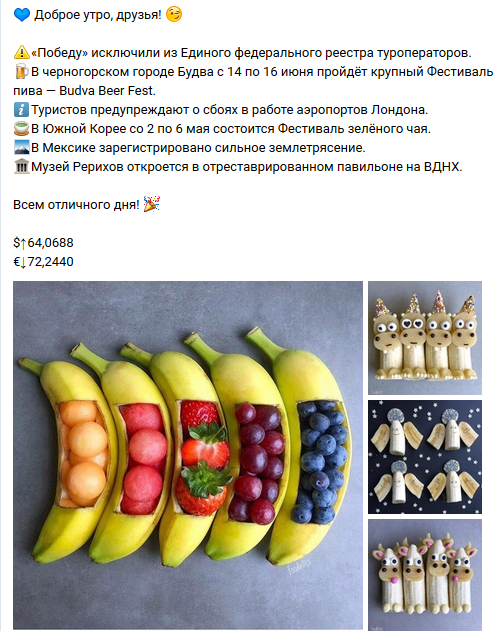 💙 Доброе утро, друзья! 😉
⚠️«Победу» исключили из Единого федерального реестра туроператоров.
🍺В черногорском городе Будва с 14 по 16 июня пройдёт крупный Фестиваль
пива — Budva Beer Fest.
ℹ️Туристов предупреждают о сбоях в работе аэропортов Лондона.
🍵В Южной Корее со 2 по 6 мая состоится Фестиваль зелёного чая.
🗻В Мексике зарегистрировано сильное землетрясение.
🏛Музей Рерихов откроется в отреставрированном павильоне на ВДНХ.
Всем отличного дня! 🎉
$↑64,0688
€↓72,2440